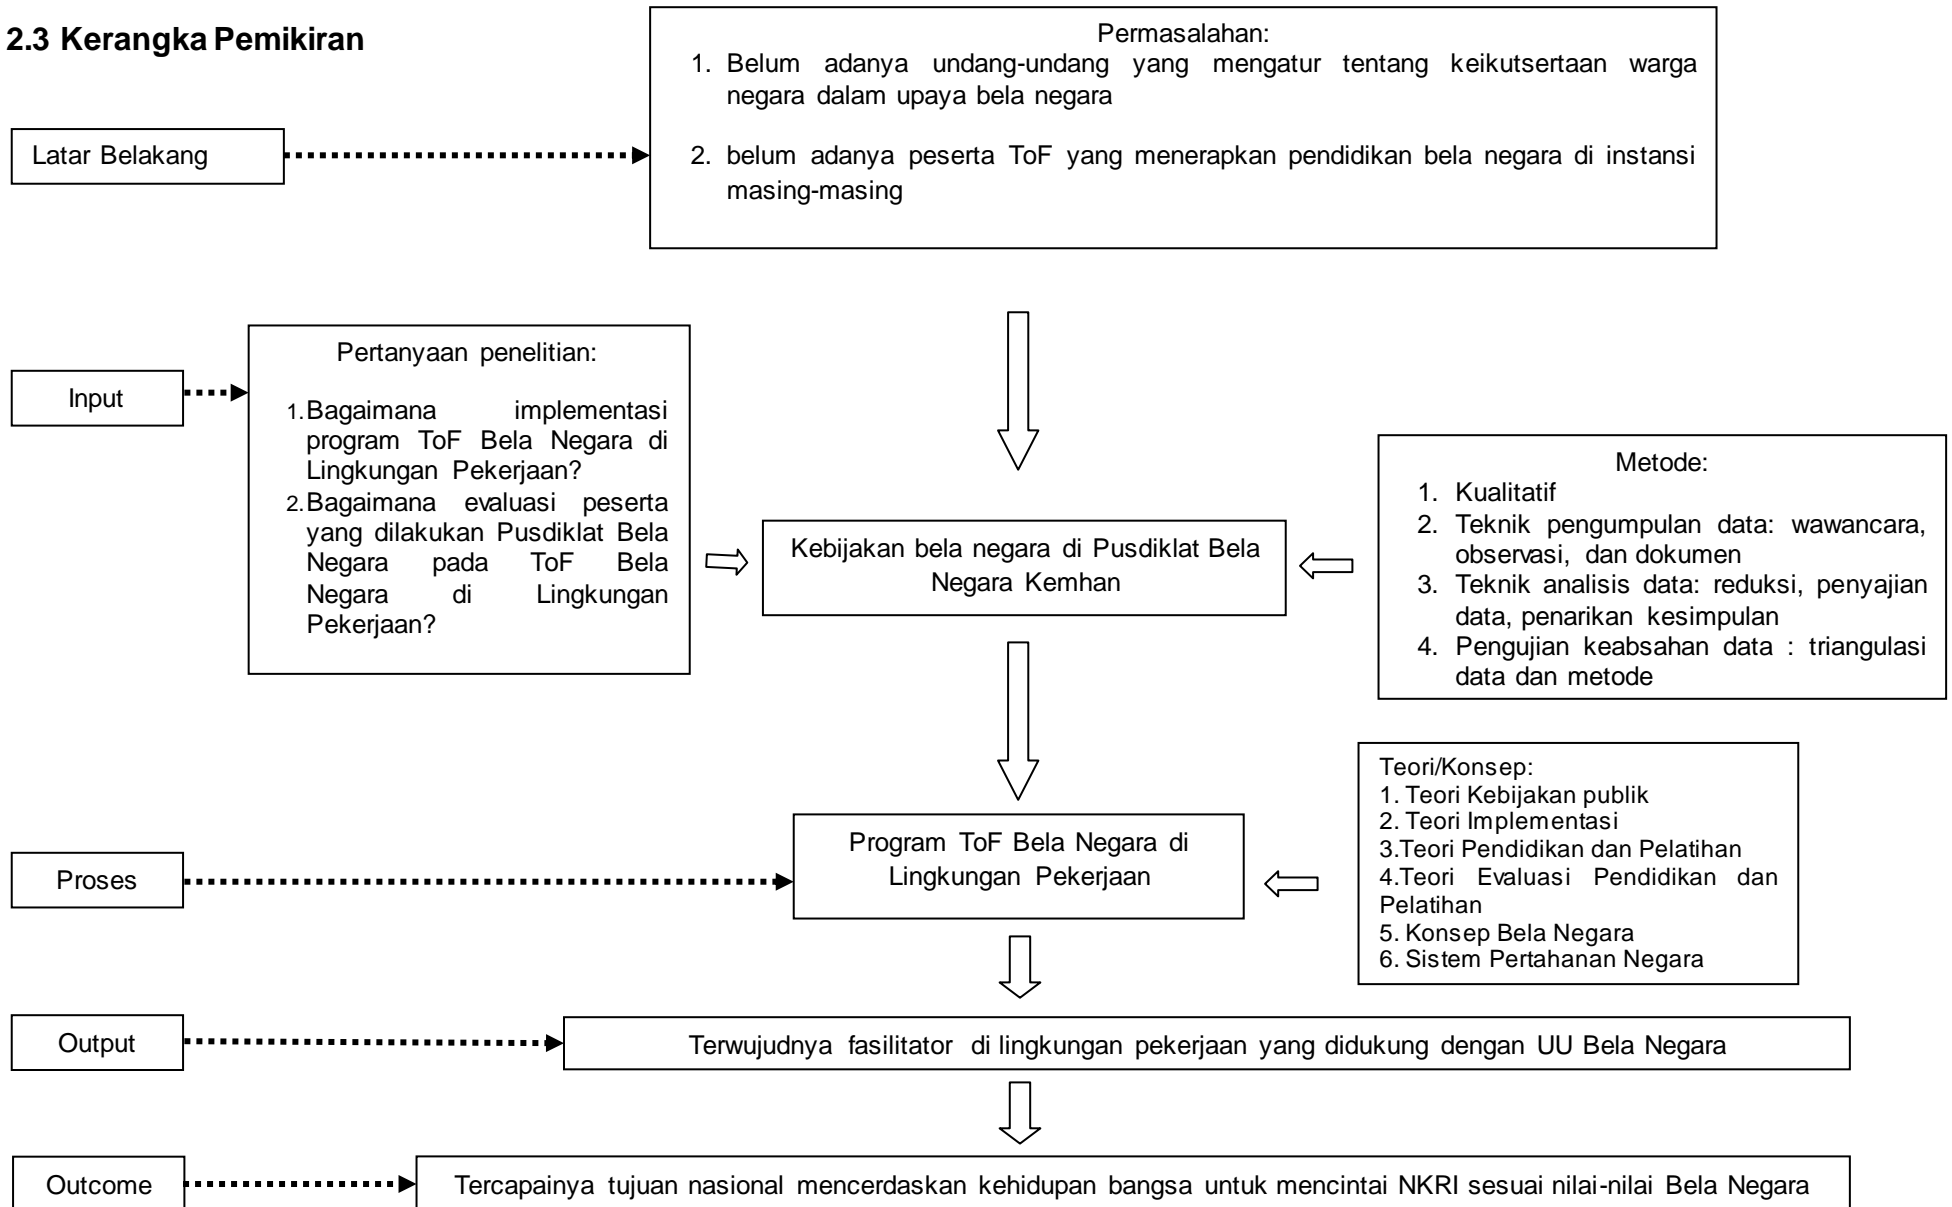 2.3 Kerangka Pemikiran
Permasalahan:
1. Belum adanya undang-undang yang mengatur tentang keikutsertaan warga
negara dalam upaya bela negara
2. belum adanya peserta ToF yang menerapkan pendidikan bela negara di instansi
masing-masing
Latar Belakang
Input
Pertanyaan penelitian:
1. Bagaimana implementasi
program ToF Bela Negara di
Lingkungan Pekerjaan?
2. Bagaimana evaluasi peserta
yang dilakukan Pusdiklat Bela
Negara pada ToF Bela
Negara di Lingkungan
Pekerjaan?
Kebijakan bela negara di Pusdiklat Bela
Negara Kemhan
Metode:
1. Kualitatif
2. Teknik pengumpulan data: wawancara,
observasi, dan dokumen
3. Teknik analisis data: reduksi, penyajian
data, penarikan kesimpulan
4. Pengujian keabsahan data : triangulasi
data dan metode
Proses
Program ToF Bela Negara di
Lingkungan Pekerjaan
Teori/Konsep:
1. Teori Kebijakan publik
2. Teori Implementasi
3.Teori Pendidikan dan Pelatihan
4.Teori Evaluasi Pendidikan dan
Pelatihan
5. Konsep Bela Negara
6. Sistem Pertahanan Negara
Output
Terwujudnya fasilitator di lingkungan pekerjaan yang didukung dengan UU Bela Negara
Outcome
Tercapainya tujuan nasional mencerdaskan kehidupan bangsa untuk mencintai NKRI sesuai nilai-nilai Bela Negara